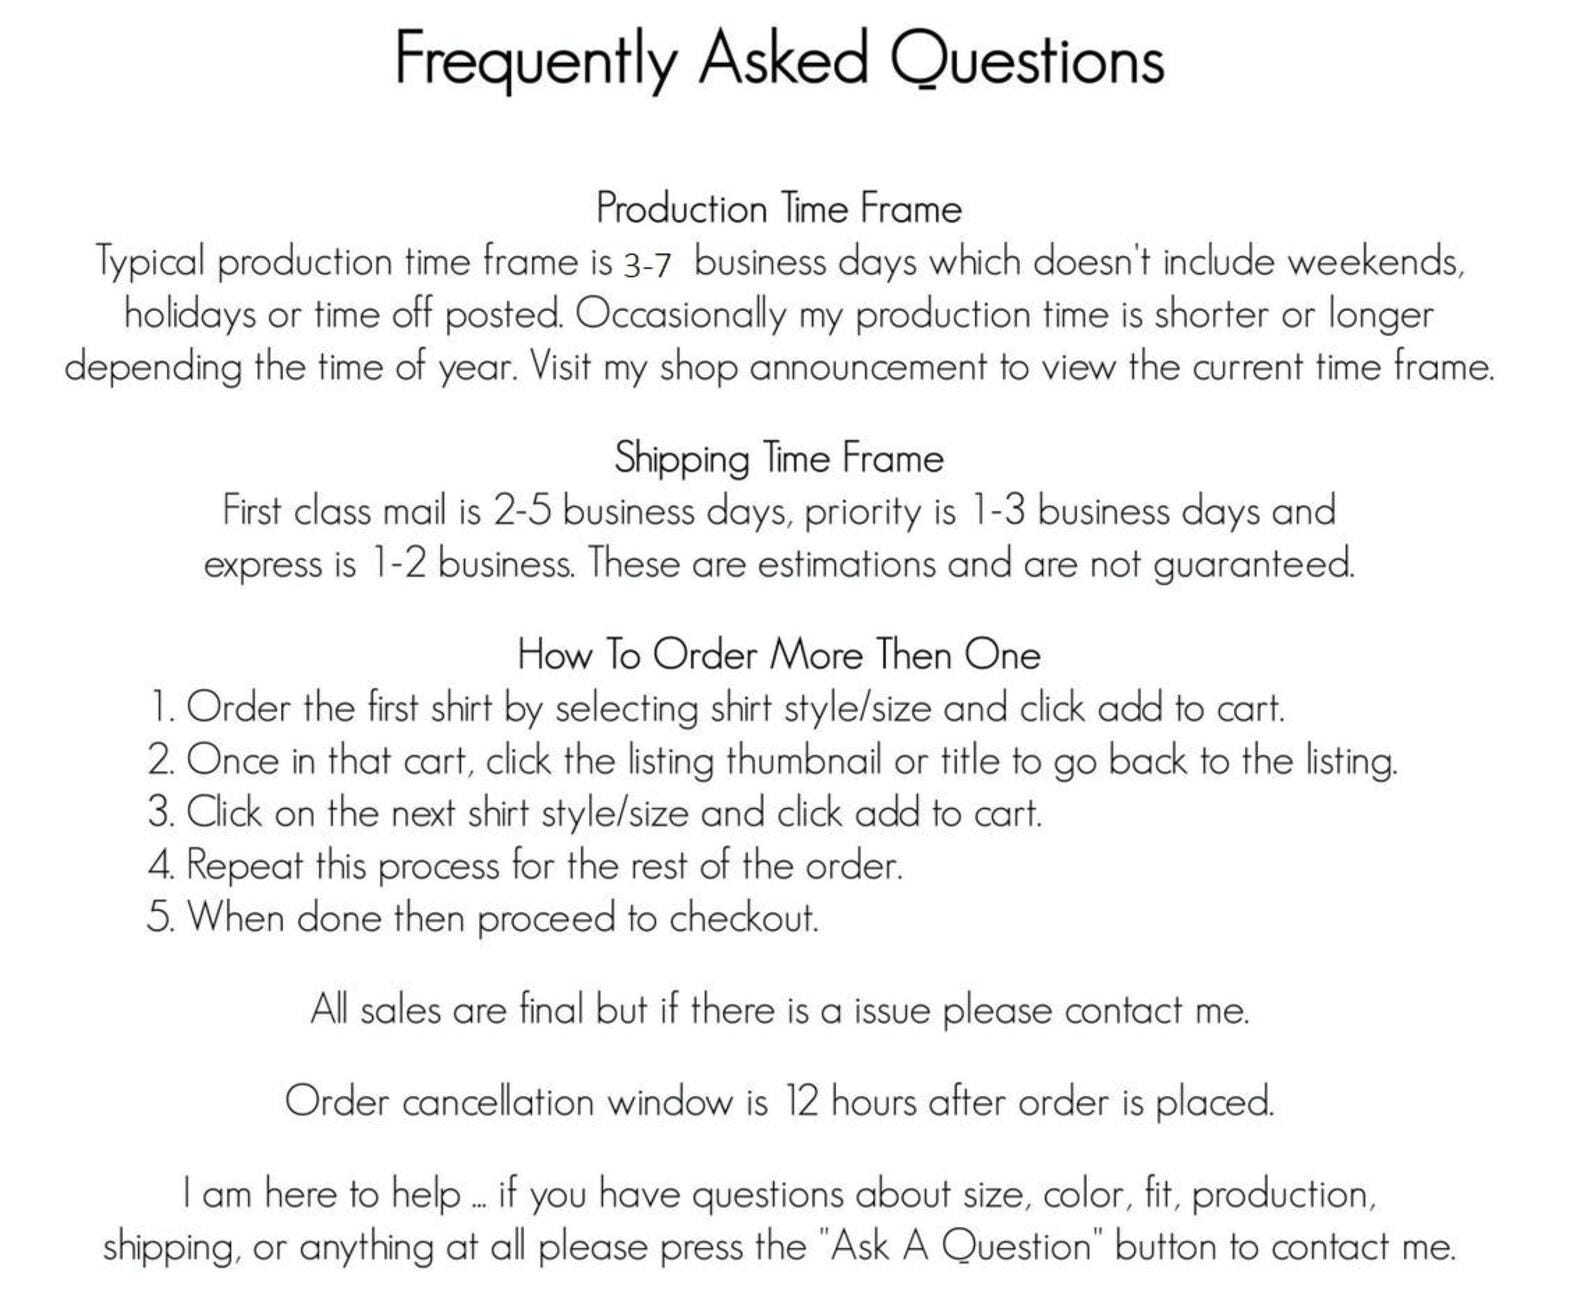 Frequently Asked Questions
Production Time Frame
Typical production time frame is 3-7 business days which doesn't include weekends,
holidays or time off posted. Occasionally my production time is shorter or longer
depending the time of year. Visit my shop announcement to view the current time frame.
Shipping Time Frame
First class mail is 2-5 business days, priority is 1-3 business days and
express is 1-2 business. These are estimations and are not guaranteed.
How To Order More Then One
1. Order the first shirt by selecting shirt style/size and click add to cart.
2. Once in that cart, click the listing thumbnail or title to go back to the listing.
3. Click on the next shirt style/size and click add to cart.
4. Repeat this process for the rest of the order.
5. When done then proceed to checkout.
All sales are final but if there is a issue please contact me.
Order cancellation window is 12 hours after order is placed.
I am here to help ... if you have questions about size, color, fit, production,
shipping, or anything at all please press the "Ask A Question" button to contact me.